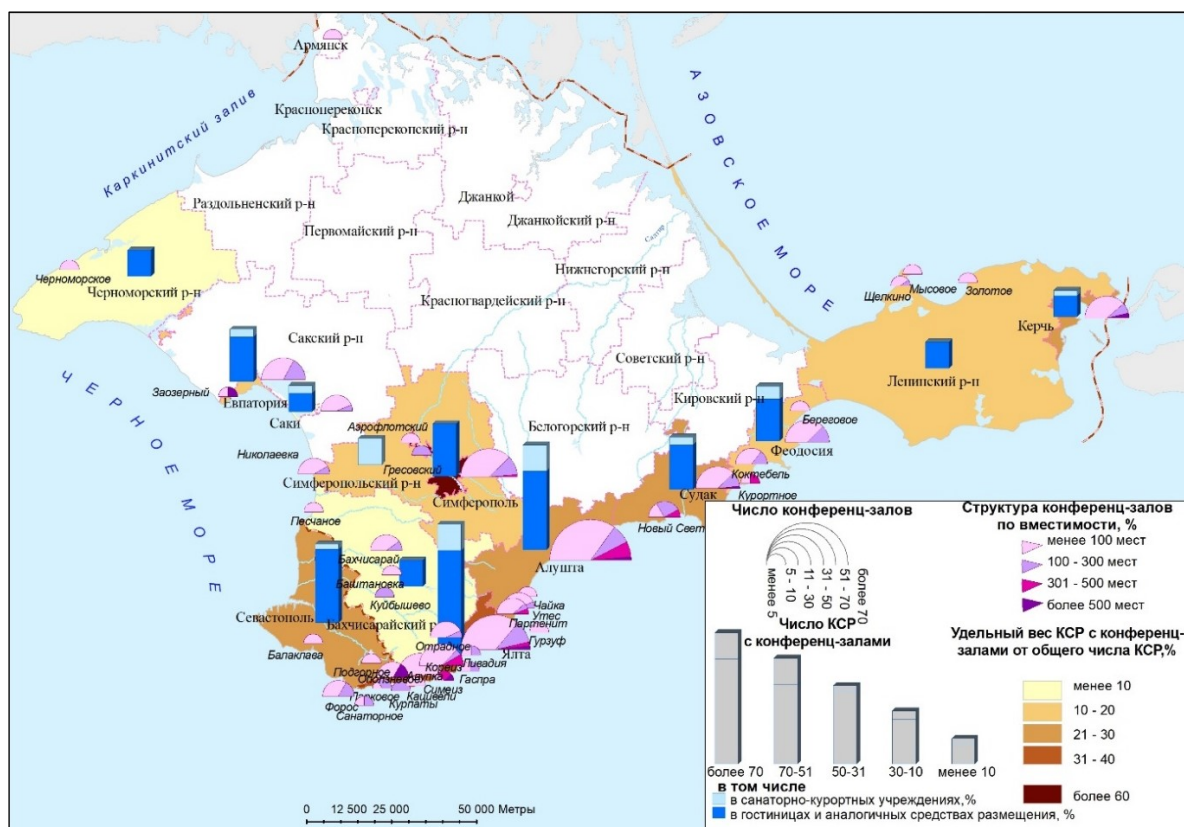 Армянск
Каркинитский залив
АЗОВСКОЕ МОРЕ
ЧЕРНОЕ МОРЕ
Красноперекопск
Красноперекопский р-н
Джанкой
Раздольненский р-н
Джанкойский р-н
Первомайский р-н
Салгир
Нижнегорский р-н
Черноморское
Черноморский р-н
Красногвардейский р-н
Щелкино
Мысовое
Золотое
Керчь
Сакский р-н
Советский р-н
Ленинский р-н
Заозерный
Евпатория
Саки
Кировский р-н
Аэрофлотский
Белогорский р-н
Береговое
Феодосия
Николаевка
Гресовский
Симферопольский р-н
Симферополь
Коктебель
Судак
Курортное
Песчаное
Новый Свет
Бахчисарай
Алушта
Баштановка
Куйбышево
Чайка
Утес
Севастополь
Бахчисарайский р
Партенит
Гурзуф
Отрадное
Балаклава
Ялта
Ливадия
Подгорное
Кореиз
Гаспра
Симеиз
Парковое
Кацивели
Форос
Курпаты
Санаторное
0 12 500 25 000 50 000 Метры
Число конференц-залов
менее 5
5 - 10
11 - 30
31 - 50
51 - 70
более 70
Число КСР
с конференц-залами
более 70 70-51 50-31 30-10 менее 10
в том числе
в санаторно-курортных учреждениях,%
в гостиницах и аналогичных средствах размещения, %
Структура конференц-залов
по вместимости, %
менее 100 мест
100 - 300 мест
301 - 500 мест
более 500 мест
Удельный вес КСР с конференц-
залами от общего числа КСР,%
менее 10
10 - 20
21 - 30
31 - 40
более 60